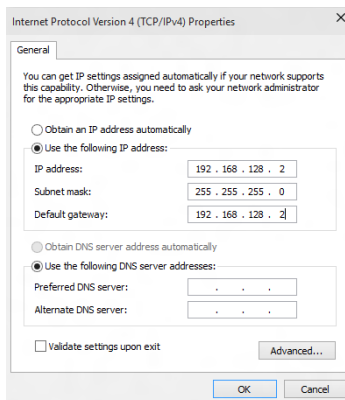 Internet Protocol Version 4 (TCP/IPv4) Properties
General
You can get IP settings assigned automatically if your network supports
this capability. Otherwise, you need to ask your network administrator
for the appropriate IP settings.
Obtain an IP address automatically
Use the following IP address:
IP address: 192 . 168 . 128 . 2
Subnet mask: 255 . 255 . 255 . 0
Default gateway: 192 . 168 . 128 . 2
Obtain DNS server address automatically
Use the following DNS server addresses:
Preferred DNS server: . . .
Alternate DNS server: . . .
Validate settings upon exit
Advanced...
OK Cancel